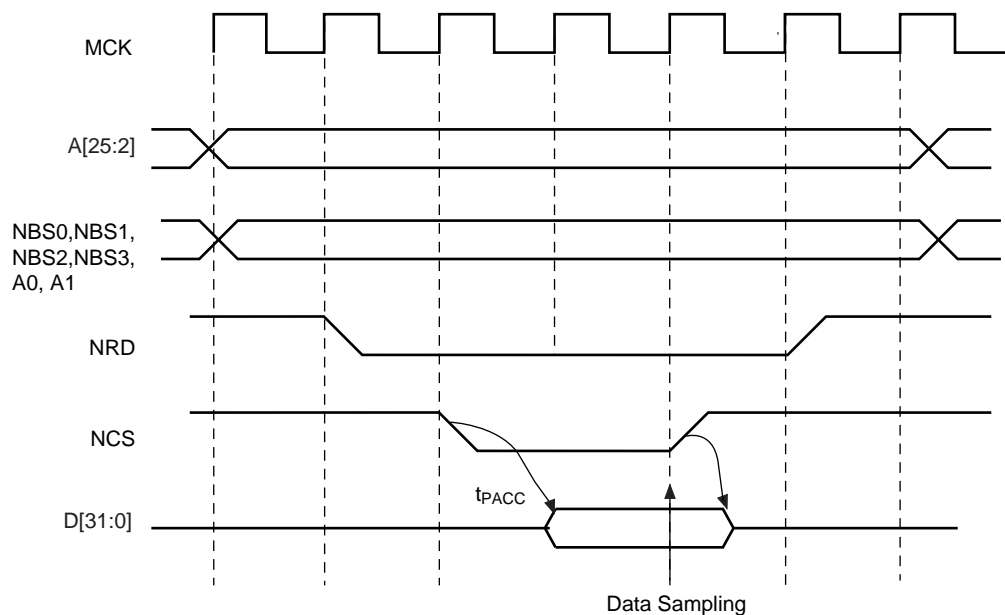 MCK
A[25:2]
NBS0,NBS1,
NBS2,NBS3,
A0, A1
NRD
NCS
tPACC
D[31:0]
Data Sampling